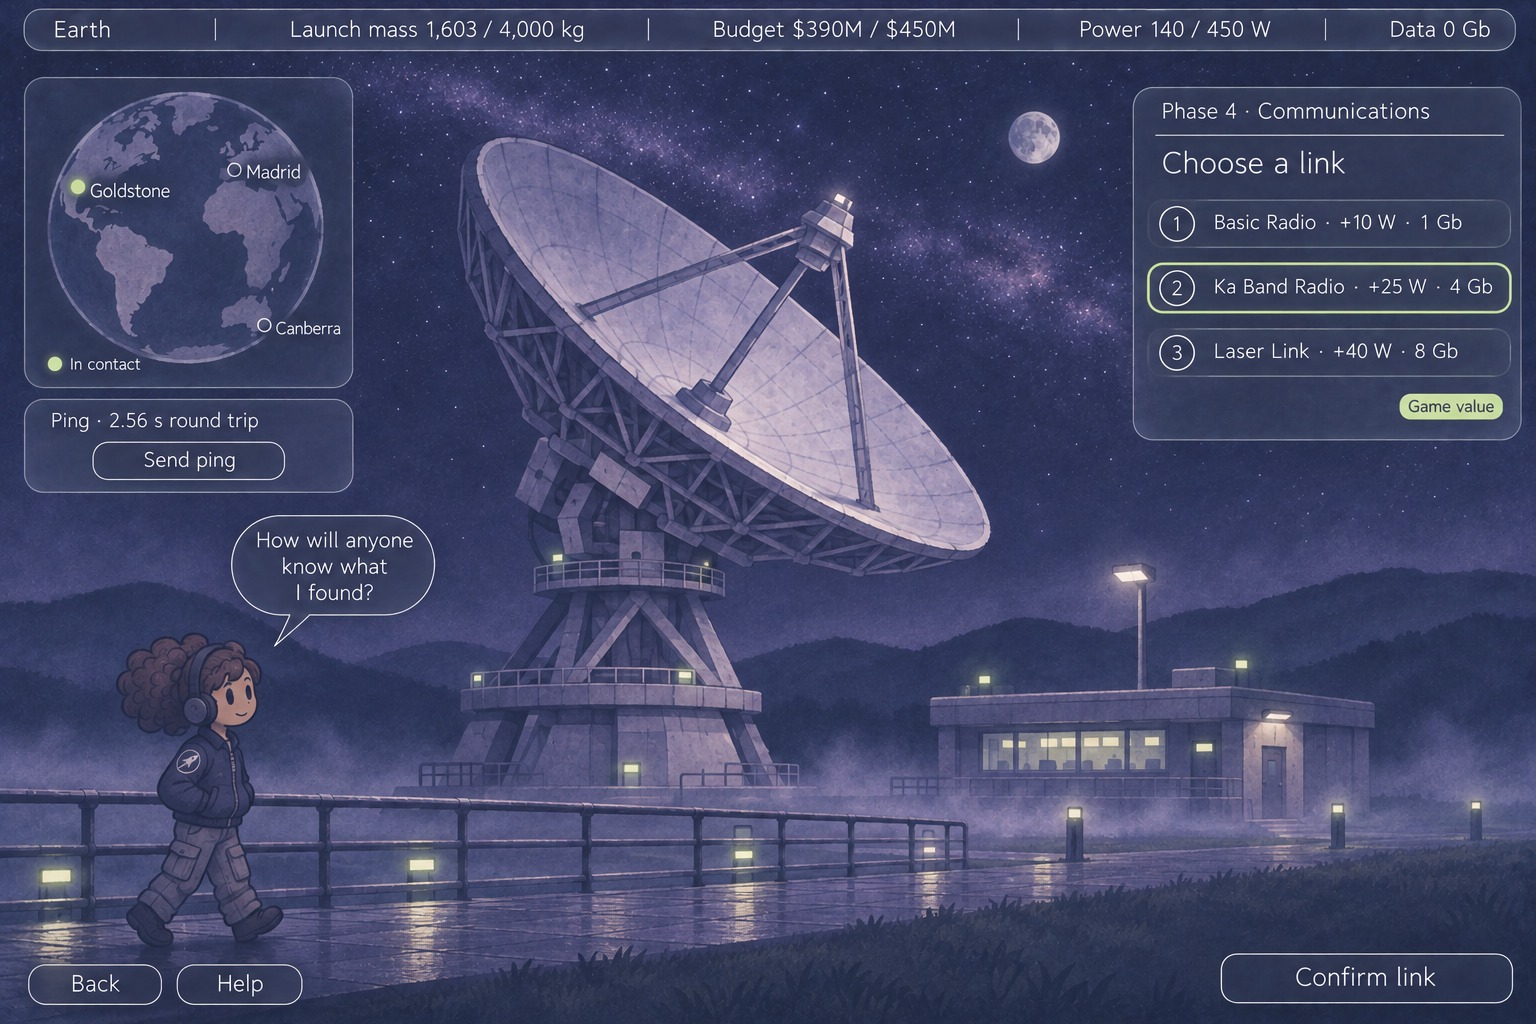 Earth | Launch mass 1,603 / 4,000 kg | Budget $390M / $450M | Power 140 / 450 W | Data 0 Gb
Madrid
Goldstone
Canberra
In contact
Ping · 2.56 s round trip
Send ping
Phase 4 · Communications
Choose a link
1 Basic Radio · +10 W · 1 Gb
2 Ka Band Radio · +25 W · 4 Gb
3 Laser Link · +40 W · 8 Gb
Game value
How will anyone
know what
I found?
Back
Help
Confirm link